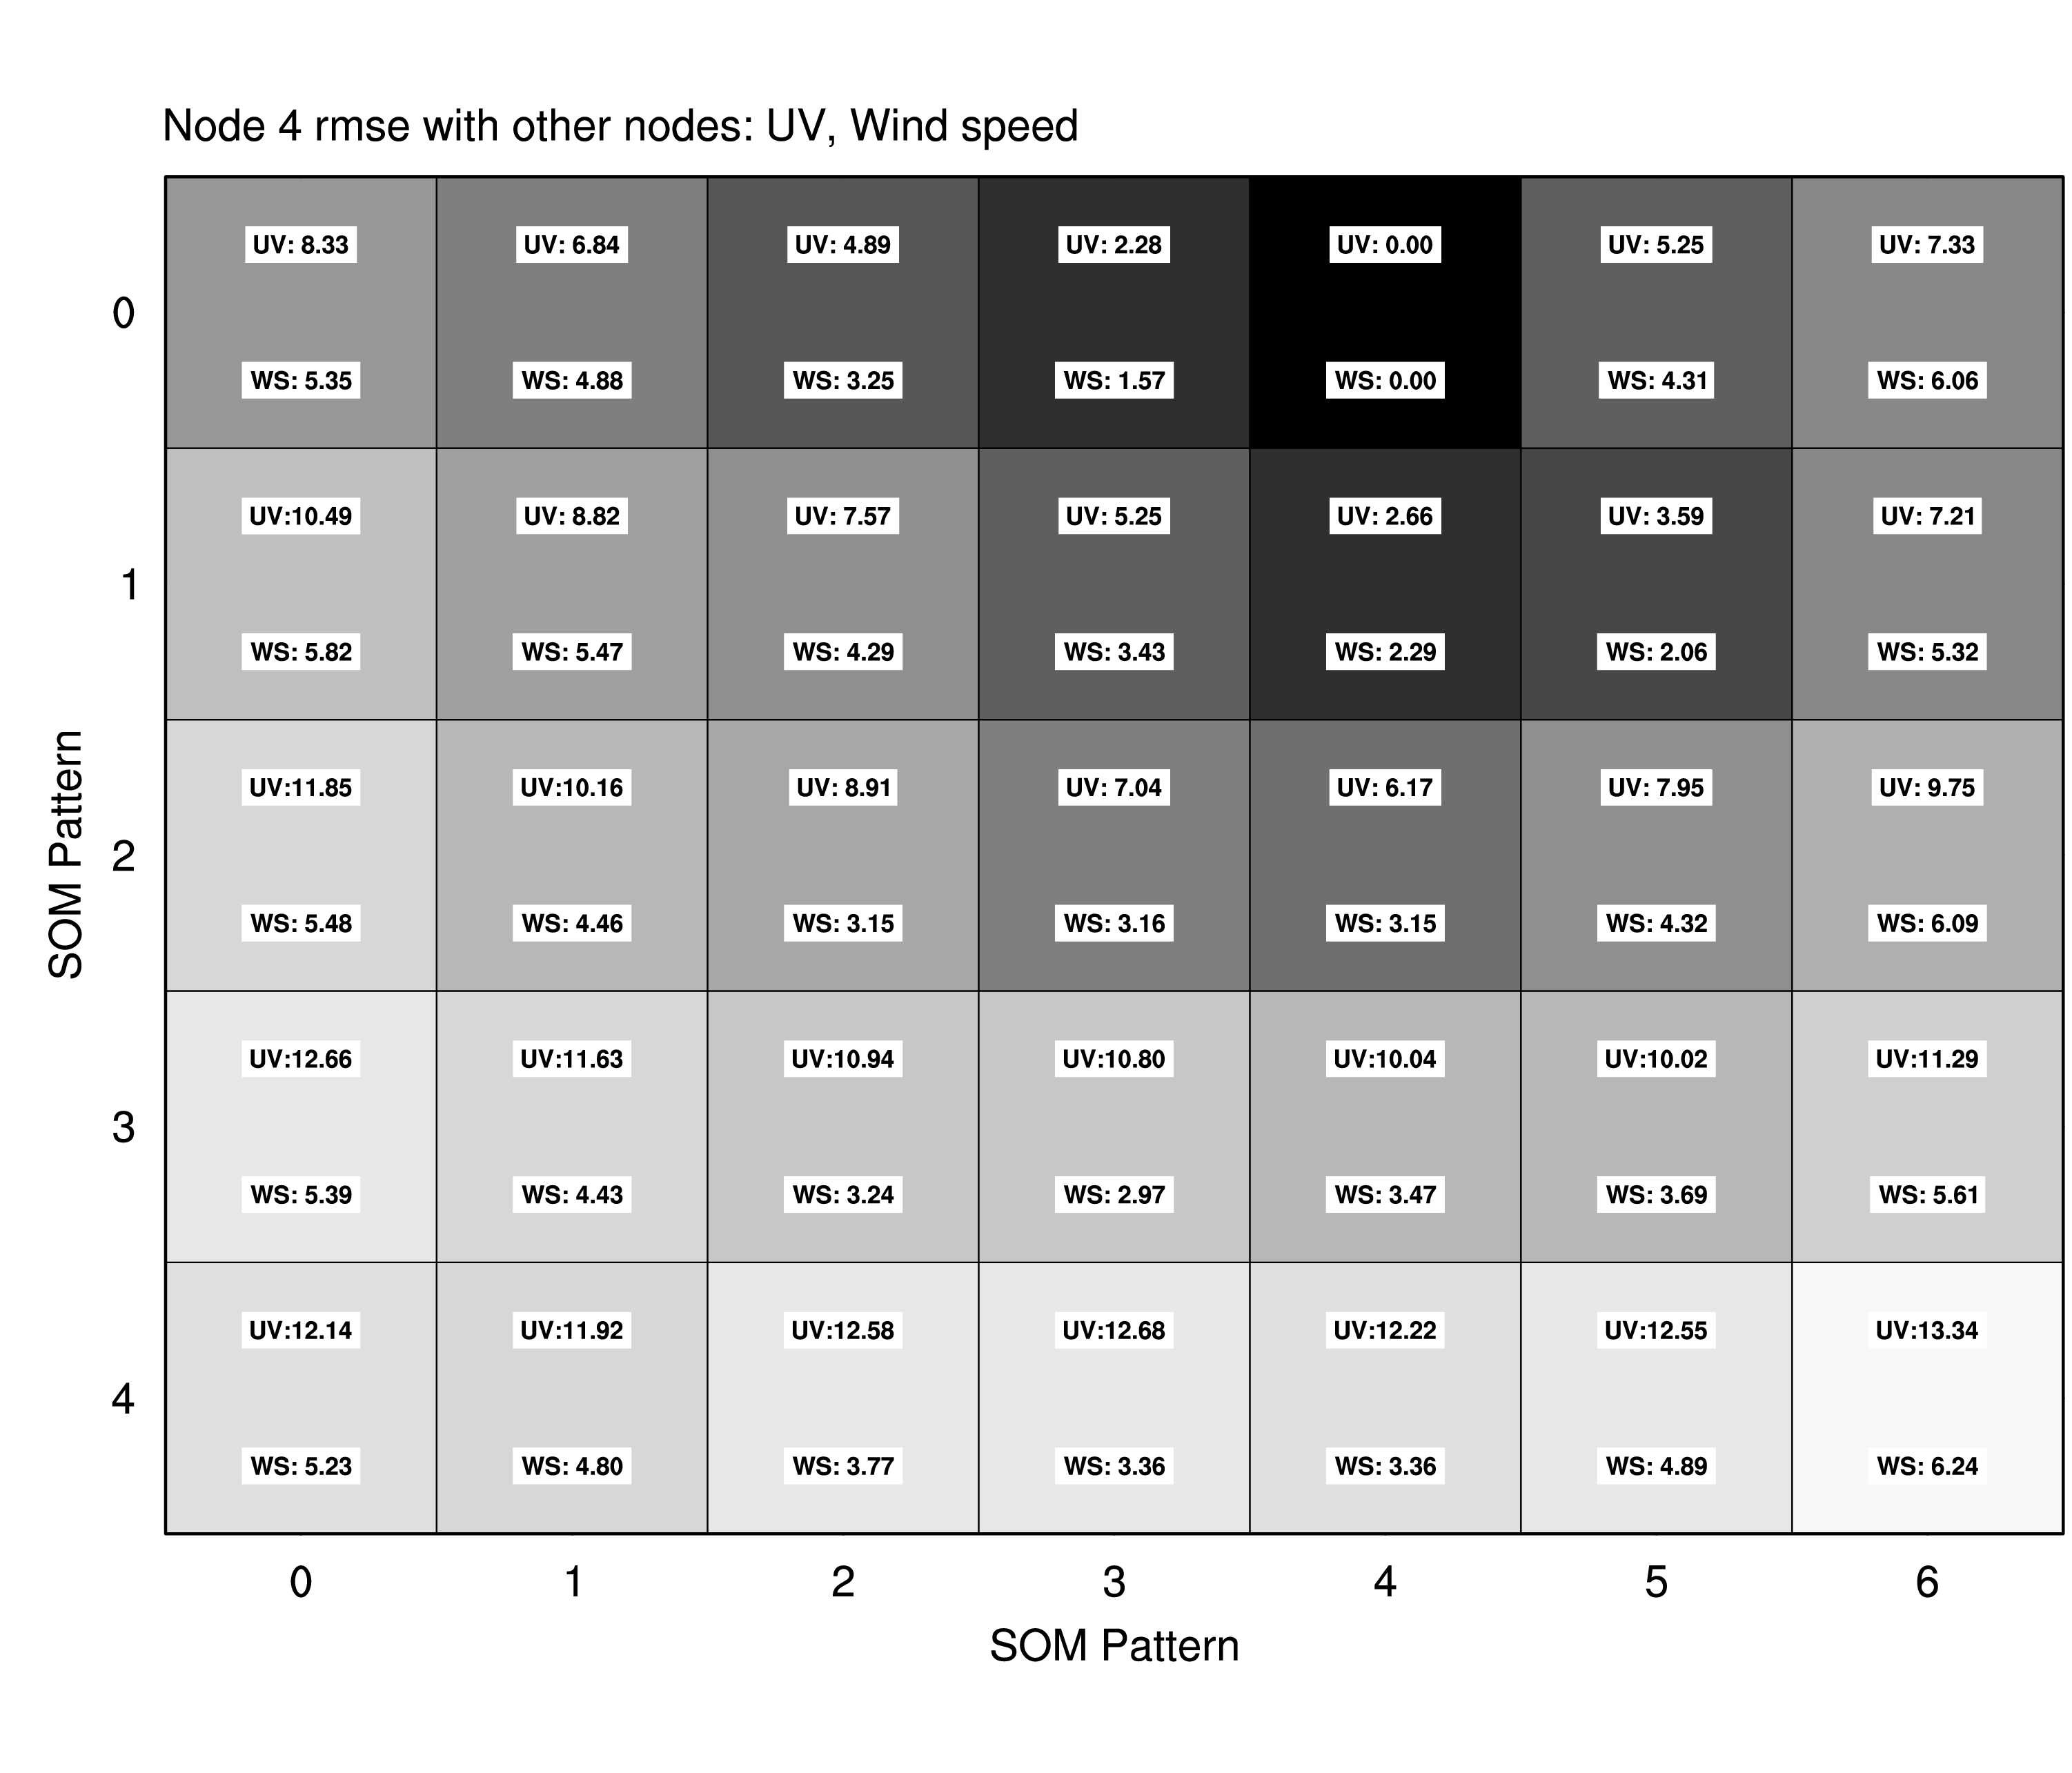 Node 4 rmse with other nodes: UV, Wind speed
UV: 8.33 UV: 6.84 UV: 4.89 UV: 2.28 UV: 0.00 UV: 5.25 UV: 7.33
0
WS: 5.35 WS: 4.88 WS: 3.25 WS: 1.57 WS: 0.00 WS: 4.31 WS: 6.06
UV:10.49 UV: 8.82 UV: 7.57 UV: 5.25 UV: 2.66 UV: 3.59 UV: 7.21
1
WS: 5.82 WS: 5.47 WS: 4.29 WS: 3.43 WS: 2.29 WS: 2.06 WS: 5.32
UV:11.85 UV:10.16 UV: 8.91 UV: 7.04 UV: 6.17 UV: 7.95 UV: 9.75
2
WS: 5.48 WS: 4.46 WS: 3.15 WS: 3.16 WS: 3.15 WS: 4.32 WS: 6.09
UV:12.66 UV:11.63 UV:10.94 UV:10.80 UV:10.04 UV:10.02 UV:11.29
3
WS: 5.39 WS: 4.43 WS: 3.24 WS: 2.97 WS: 3.47 WS: 3.69 WS: 5.61
UV:12.14 UV:11.92 UV:12.58 UV:12.68 UV:12.22 UV:12.55 UV:13.34
4
WS: 5.23 WS: 4.80 WS: 3.77 WS: 3.36 WS: 3.36 WS: 4.89 WS: 6.24
SOM Pattern
0 1 2 3 4 5 6
SOM Pattern